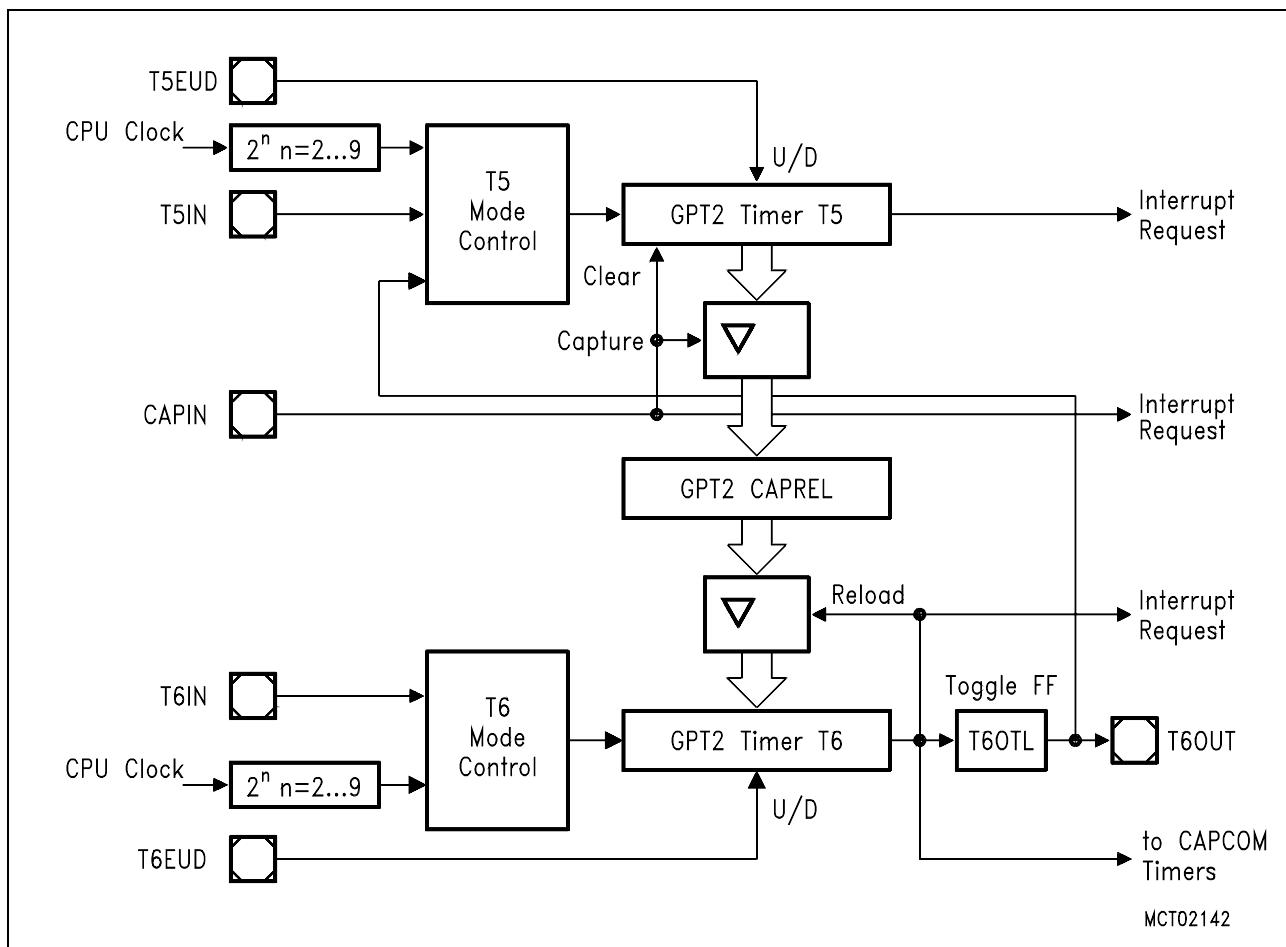 T5EUD
CPU Clock
2ⁿ n=2...9
U/D
T5IN
T5
Mode
Control
GPT2 Timer T5
Interrupt
Request
Clear
Capture
CAPIN
Interrupt
Request
GPT2 CAPREL
Reload
Interrupt
Request
T6IN
T6
Mode
Control
Toggle FF
GPT2 Timer T6
T6OTL
T6OUT
CPU Clock
2ⁿ n=2...9
U/D
T6EUD
to CAPCOM
Timers
MCT02142